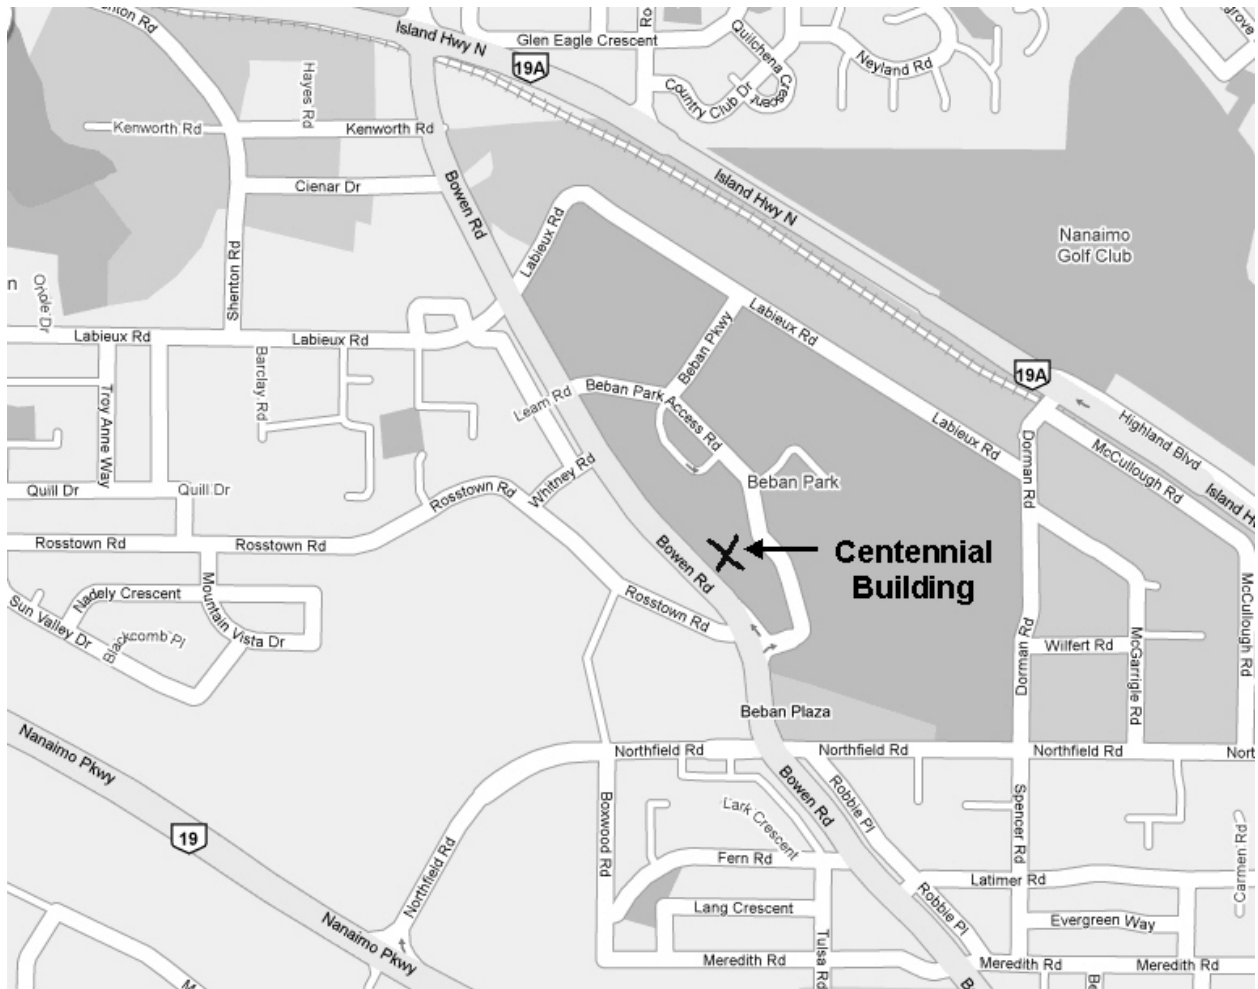 enton Rd
Island Hwy N
19A
Glen Eagle Crescent
Ro
Quilchena Crescent
Country Club Dr
Neyland Rd
grove
Hayes Rd
Kenworth Rd
Kenworth Rd
Cienar Dr
Bowen Rd
Labieux Rd
Island Hwy N
Nanaimo
Golf Club
Shenton Rd
n
Oriole Dr
Labieux Rd
Labieux Rd
Barclay Rd
Troy Anne Way
Beban Pkwy
Labieux Rd
19A
Leam Rd
Beban Park Access Rd
Labieux Rd
Dorman Rd
Highland Blvd
McCullough Rd
Island H
Whitney Rd
Beban Park
Quill Dr
Quill Dr
Rosstown Rd
Rosstown Rd
Rosstown Rd
Bowen Rd
Centennial
Building
Nadely Crescent
Mountain Vista Dr
Sun Valley Dr
Blackcomb Pl
Rosstown Rd
McCullough Rd
Dorman Rd
Wilfert Rd
McGarrigle Rd
Beban Plaza
Nanaimo Pkwy
Northfield Rd
Northfield Rd
Northfield Rd
Nort
19
Bowen Rd
Robbie Pl
Boxwood Rd
Lark Crescent
Spencer Rd
Carmen Rd
Northfield Rd
Fern Rd
Latimer Rd
Lang Crescent
Robbie Pl
Evergreen Way
Nanaimo Pkwy
Tulsa Rd
Meredith Rd
Meredith Rd
Meredith Rd
B
Be